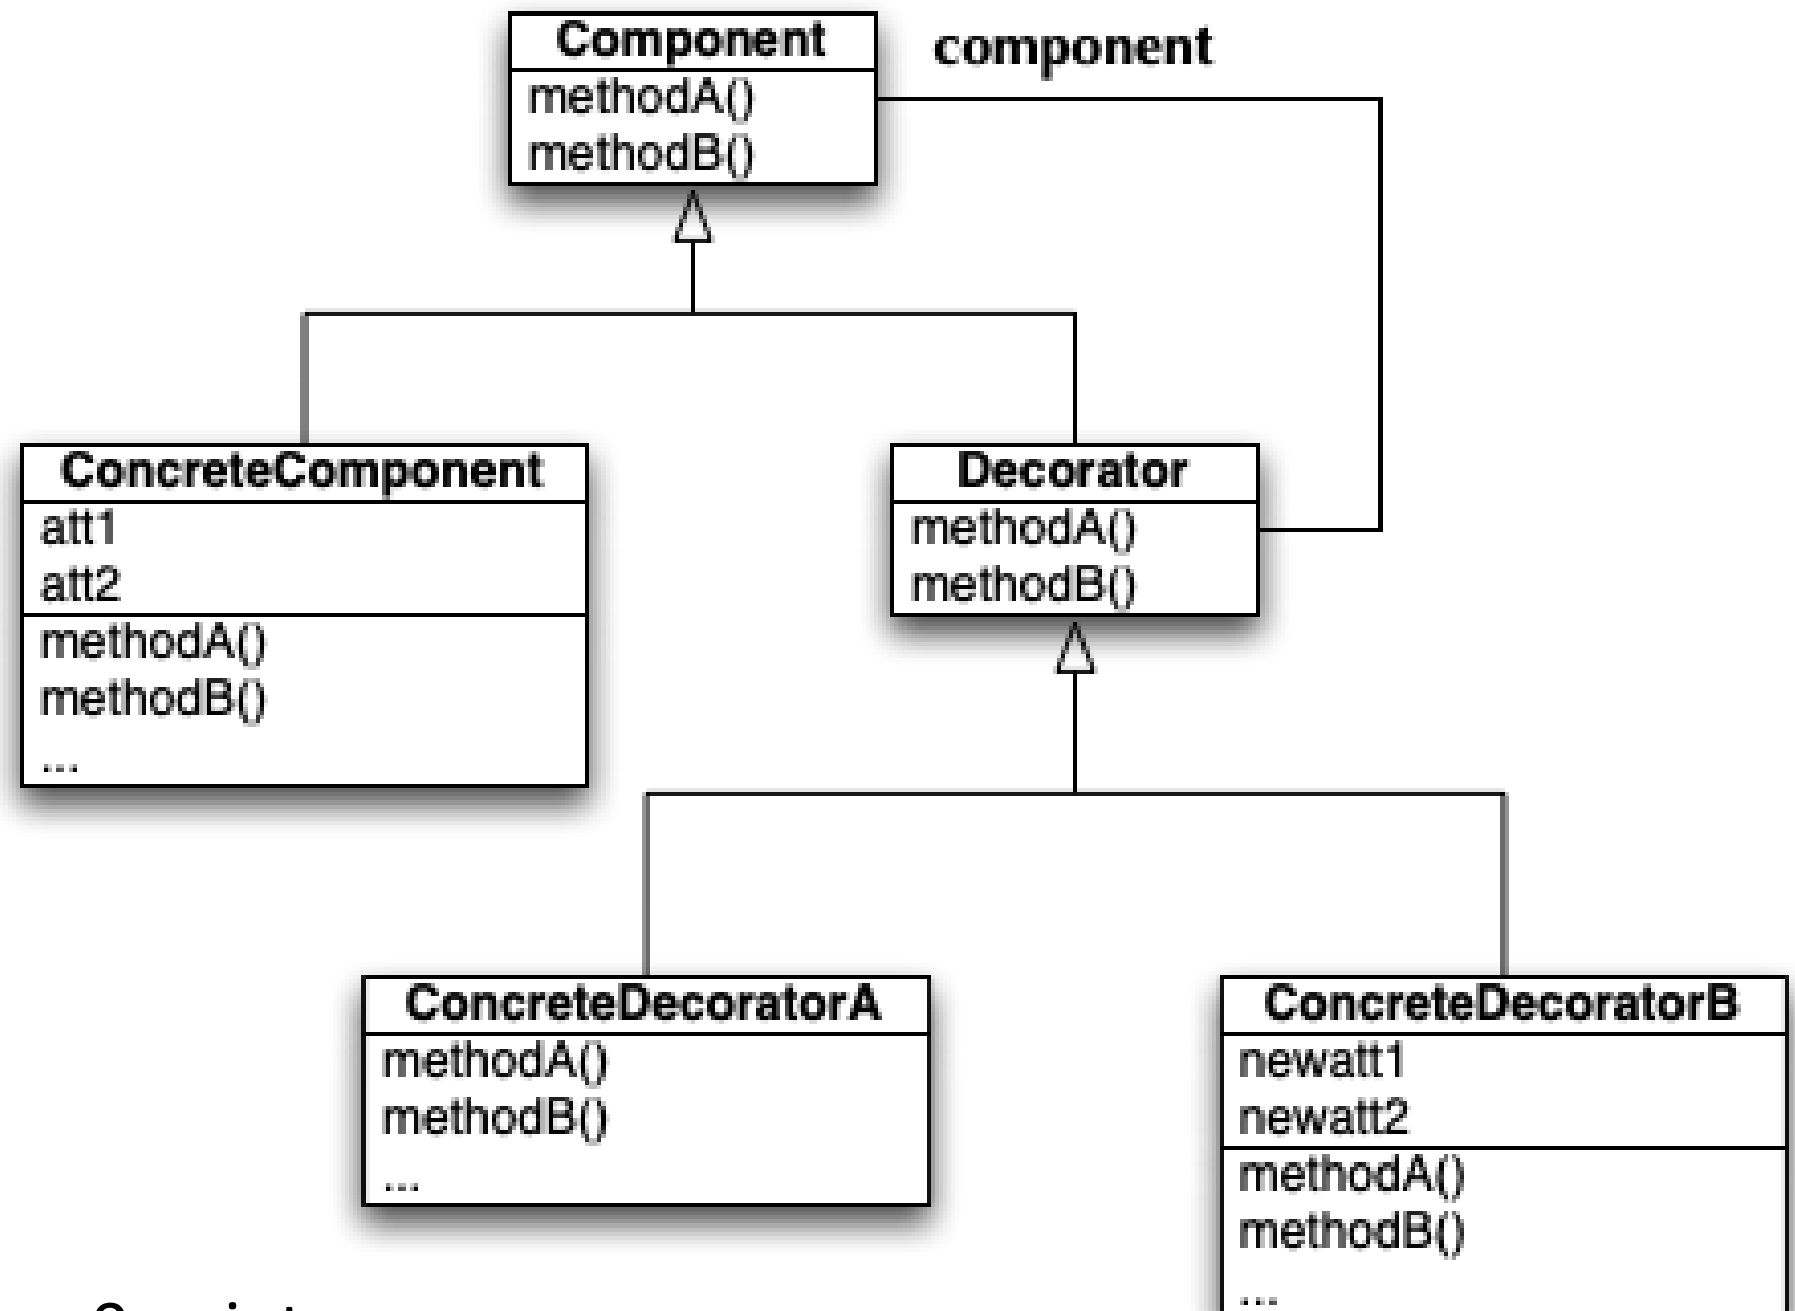 Component
component
methodA()
methodB()
ConcreteComponent
att1
att2
methodA()
methodB()
...
Decorator
methodA()
methodB()
ConcreteDecoratorA
methodA()
methodB()
...
ConcreteDecoratorB
newatt1
newatt2
methodA()
methodB()
...